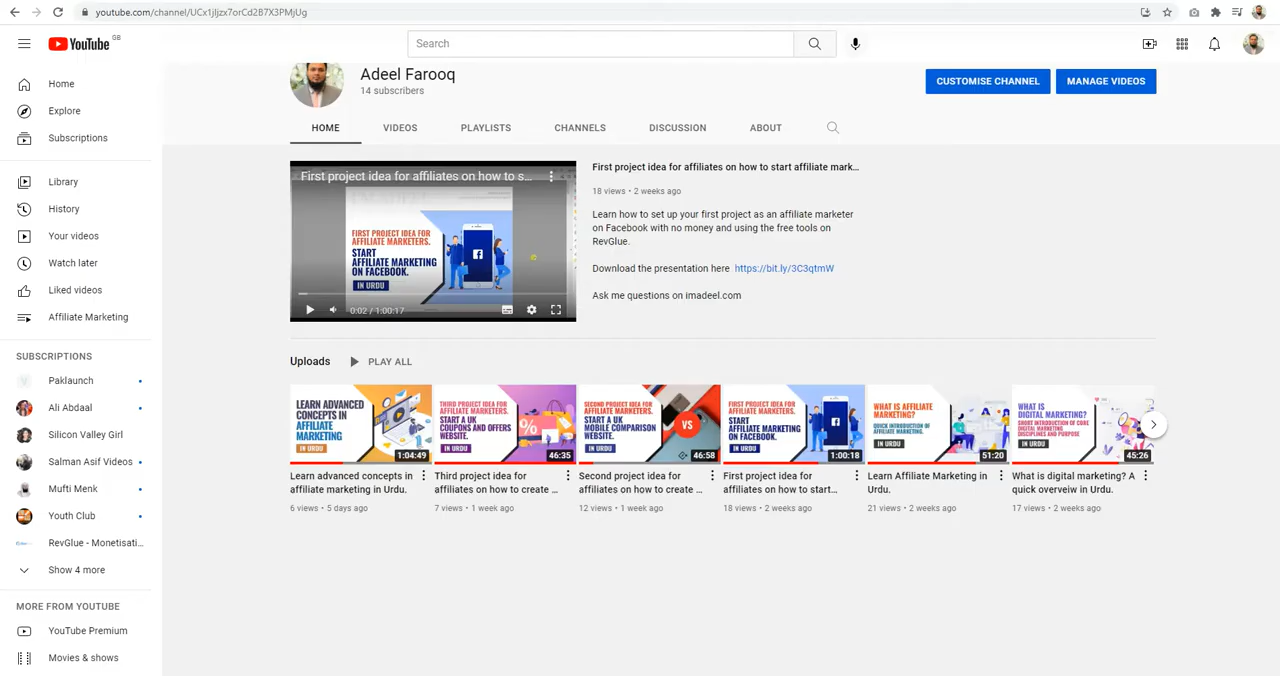 youtube.com/channel/UCx1jIjzx7orCd2B7X3PMjUg
YouTube GB
Search
Home
Explore
Subscriptions
Library
History
Your videos
Watch later
Liked videos
Affiliate Marketing
SUBSCRIPTIONS
Paklaunch
Ali Abdaal
Silicon Valley Girl
Salman Asif Videos
Mufti Menk
Youth Club
RevGlue - Monetisati...
Show 4 more
MORE FROM YOUTUBE
YouTube Premium
Movies & shows
Adeel Farooq
14 subscribers
CUSTOMISE CHANNEL
MANAGE VIDEOS
HOME VIDEOS PLAYLISTS CHANNELS DISCUSSION ABOUT
First project idea for affiliates on how to s...
FIRST PROJECT IDEA FOR
AFFILIATE MARKETERS.
START
AFFILIATE MARKETING
ON FACEBOOK.
IN URDU
0:02 / 1:00:17
First project idea for affiliates on how to start affiliate mark...
18 views • 2 weeks ago
Learn how to set up your first project as an affiliate marketer
on Facebook with no money and using the free tools on
RevGlue.
Download the presentation here https://bit.ly/3C3qtmW
Ask me questions on imadeel.com
Uploads PLAY ALL
LEARN ADVANCED
CONCEPTS IN
AFFILIATE
MARKETING
IN URDU
1:04:49
Learn advanced concepts in
affiliate marketing in Urdu.
6 views • 5 days ago
THIRD PROJECT IDEA FOR
AFFILIATE MARKETERS.
START A UK
COUPONS AND OFFERS
WEBSITE.
IN URDU
%
46:35
Third project idea for
affiliates on how to create ...
7 views • 1 week ago
SECOND PROJECT IDEA FOR
AFFILIATE MARKETERS.
START A UK
MOBILE COMPARISON
WEBSITE.
IN URDU
VS
46:58
Second project idea for
affiliates on how to create ...
12 views • 1 week ago
FIRST PROJECT IDEA FOR
AFFILIATE MARKETERS.
START
AFFILIATE MARKETING
ON FACEBOOK.
IN URDU
1:00:18
First project idea for
affiliates on how to start...
18 views • 2 weeks ago
WHAT IS AFFILIATE
MARKETING?
QUICK INTRODUCTION OF
AFFILIATE MARKETING.
IN URDU
51:20
Learn Affiliate Marketing in
Urdu.
21 views • 2 weeks ago
WHAT IS
DIGITAL MARKETING?
SHORT INTRODUCTION OF CORE
DIGITAL MARKETING
DISCIPLINES AND PURPOSE
IN URDU
45:26
What is digital marketing? A
quick overveiw in Urdu.
17 views • 2 weeks ago